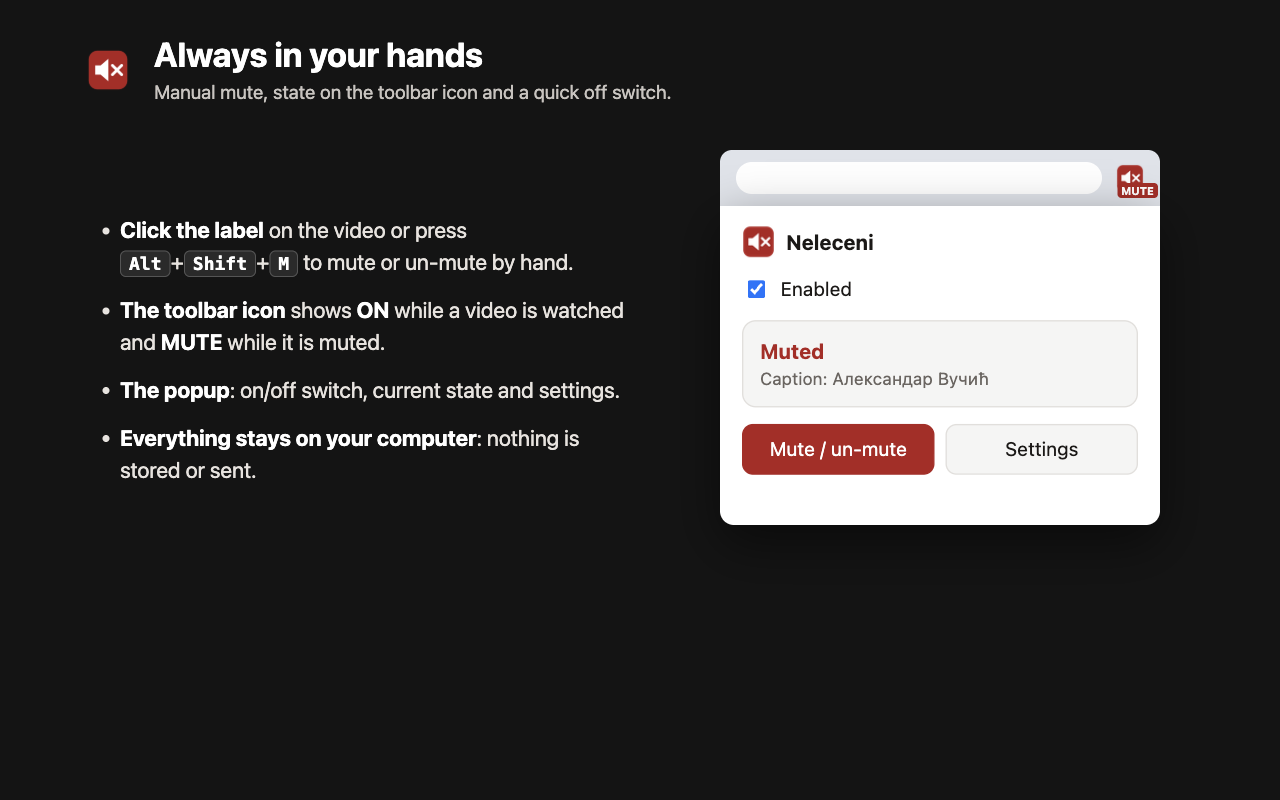 Always in your hands
Manual mute, state on the toolbar icon and a quick off switch.
• Click the label on the video or press
Alt+Shift+M to mute or un-mute by hand.
• The toolbar icon shows ON while a video is watched
and MUTE while it is muted.
• The popup: on/off switch, current state and settings.
• Everything stays on your computer: nothing is
stored or sent.
MUTE
Neleceni
Enabled
Muted
Caption: Александар Вучић
Mute / un-mute
Settings